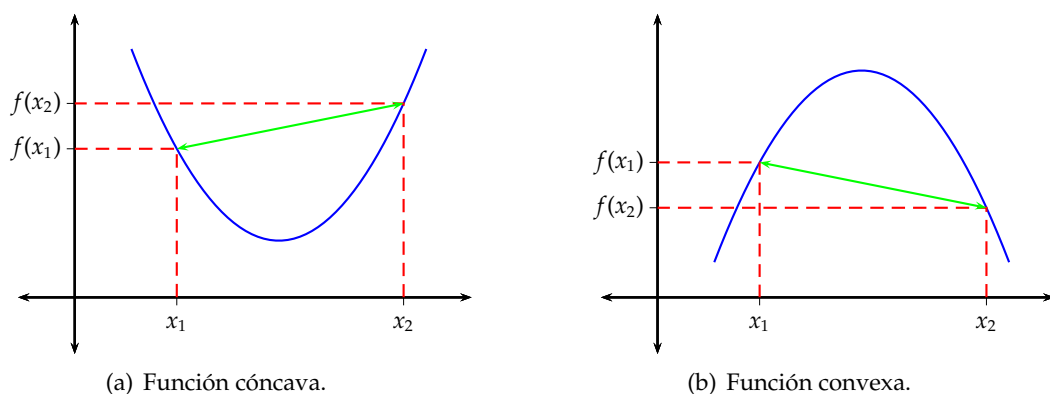 f(x₂)
f(x₁)
x₁
x₂
(a) Función cóncava.
f(x₁)
f(x₂)
x₁
x₂
(b) Función convexa.